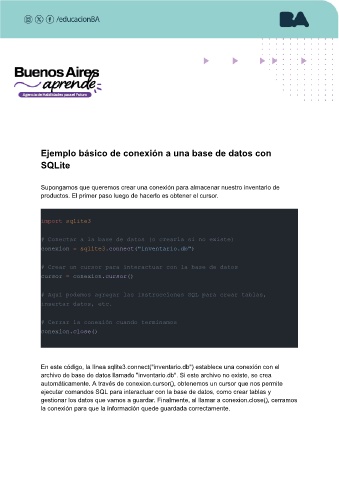 /educacionBA
BA
Buenos Aires
aprende
Agencia de Habilidades para el Futuro
Ejemplo básico de conexión a una base de datos con
SQLite
Supongamos que queremos crear una conexión para almacenar nuestro inventario de
productos. El primer paso luego de hacerlo es obtener el cursor.
import sqlite3
# Conectar a la base de datos (y crearla si no existe)
conexion = sqlite3.connect("inventario.db")
# Crear un cursor para interactuar con la base de datos
cursor = conexion.cursor()
# Aquí podemos agregar las instrucciones SQL para crear tablas,
insertar datos, etc.
# Cerrar la conexión cuando terminamos
conexion.close()
En este código, la línea sqlite3.connect("inventario.db") establece una conexión con el
archivo de base de datos llamado "inventario.db". Si este archivo no existe, se crea
automáticamente. A través de conexion.cursor(), obtenemos un cursor que nos permite
ejecutar comandos SQL para interactuar con la base de datos, como crear tablas y
gestionar los datos que vamos a guardar. Finalmente, al llamar a conexion.close(), cerramos
la conexión para que la información quede guardada correctamente.